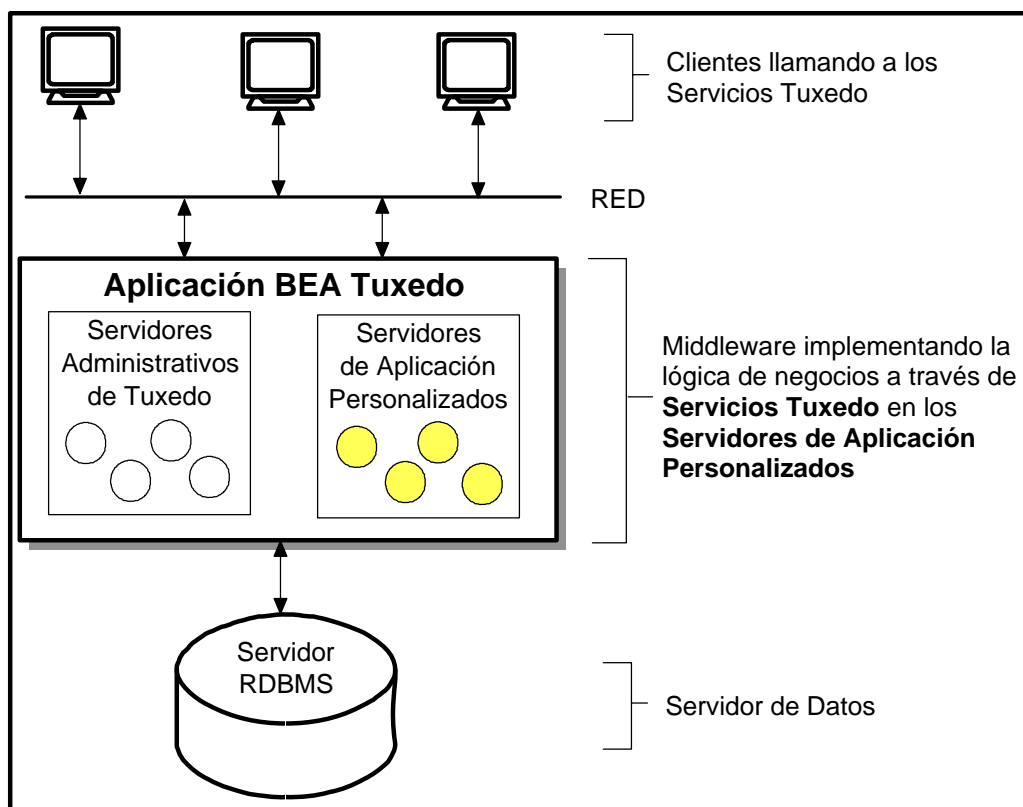 Clientes llamando a los
Servicios Tuxedo
RED
Aplicación BEA Tuxedo
Servidores
Administrativos
de Tuxedo
Servidores
de Aplicación
Personalizados
Middleware implementando la
lógica de negocios a través de
Servicios Tuxedo en los
Servidores de Aplicación
Personalizados
Servidor
RDBMS
Servidor de Datos